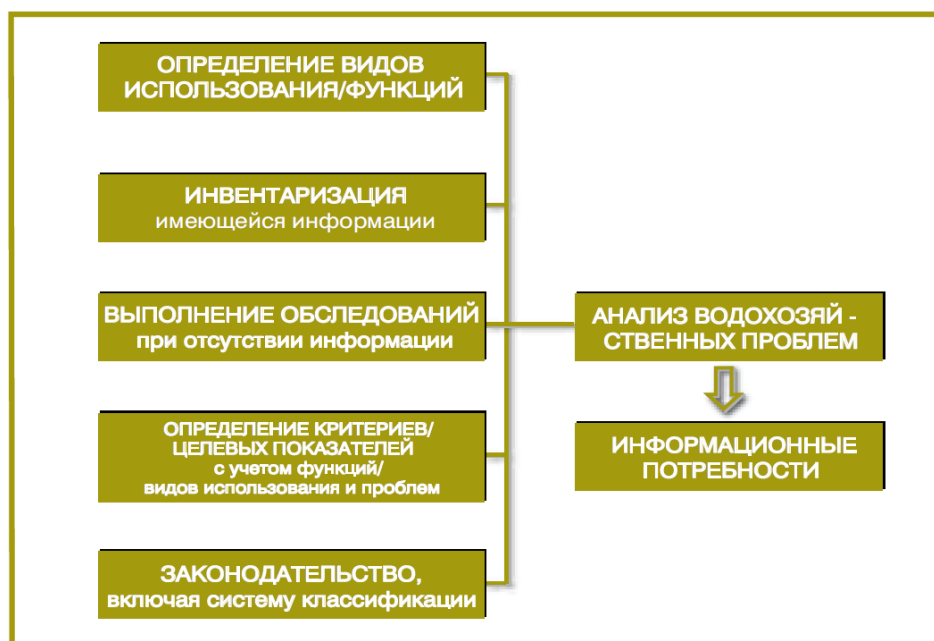 ОПРЕДЕЛЕНИЕ ВИДОВ
ИСПОЛЬЗОВАНИЯ/ФУНКЦИЙ
ИНВЕНТАРИЗАЦИЯ
имеющейся информации
ВЫПОЛНЕНИЕ ОБСЛЕДОВАНИЙ
при отсутствии информации
ОПРЕДЕЛЕНИЕ КРИТЕРИЕВ/
ЦЕЛЕВЫХ ПОКАЗАТЕЛЕЙ
с учетом функций/
видов использования и проблем
ЗАКОНОДАТЕЛЬСТВО,
включая систему классификации
АНАЛИЗ ВОДОХОЗЯЙ -
СТВЕННЫХ ПРОБЛЕМ
ИНФОРМАЦИОННЫЕ
ПОТРЕБНОСТИ